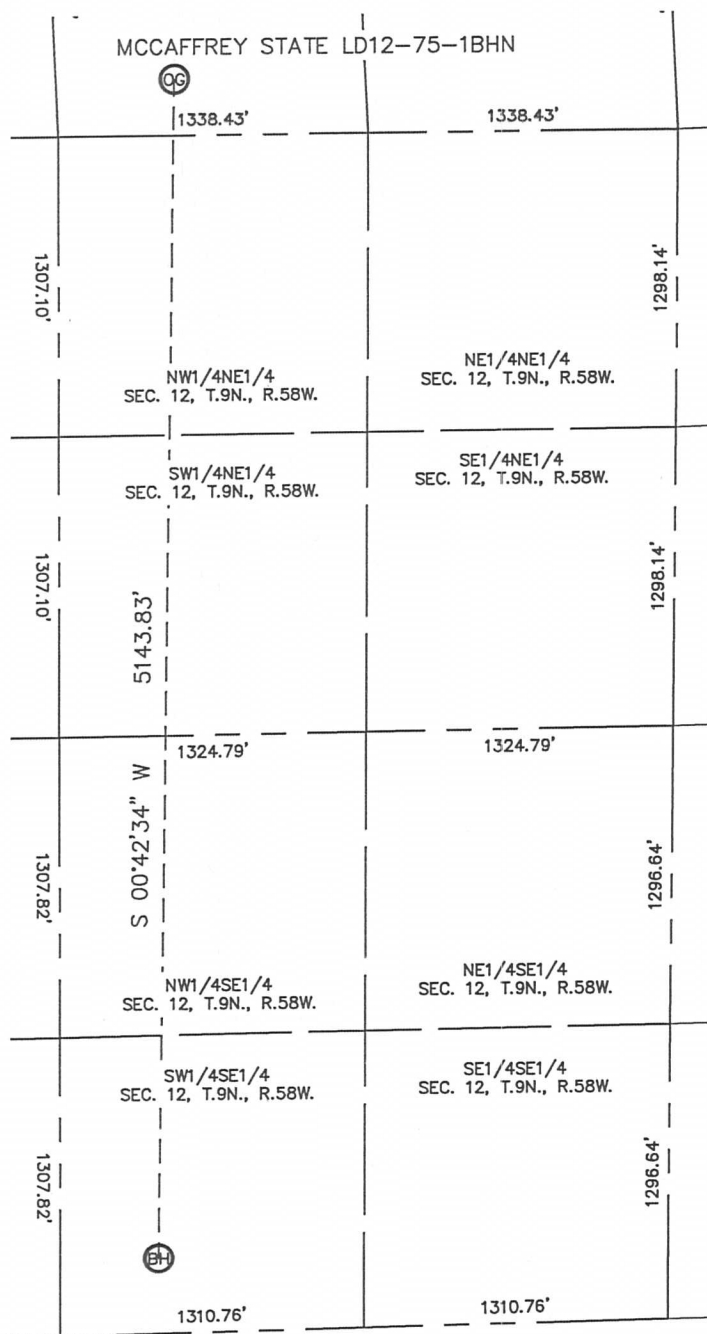 MCCAFFREY STATE LD12-75-1BHN
OG
1338.43'
1338.43'
1307.10'
1298.14'
NW1/4NE1/4
SEC. 12, T.9N., R.58W.
NE1/4NE1/4
SEC. 12, T.9N., R.58W.
SW1/4NE1/4
SEC. 12, T.9N., R.58W.
SE1/4NE1/4
SEC. 12, T.9N., R.58W.
1307.10'
S 00°42'34" W 5143.83'
1298.14'
1324.79'
1324.79'
1307.82'
1296.64'
NW1/4SE1/4
SEC. 12, T.9N., R.58W.
NE1/4SE1/4
SEC. 12, T.9N., R.58W.
SW1/4SE1/4
SEC. 12, T.9N., R.58W.
SE1/4SE1/4
SEC. 12, T.9N., R.58W.
1307.82'
1296.64'
BH
1310.76'
1310.76'